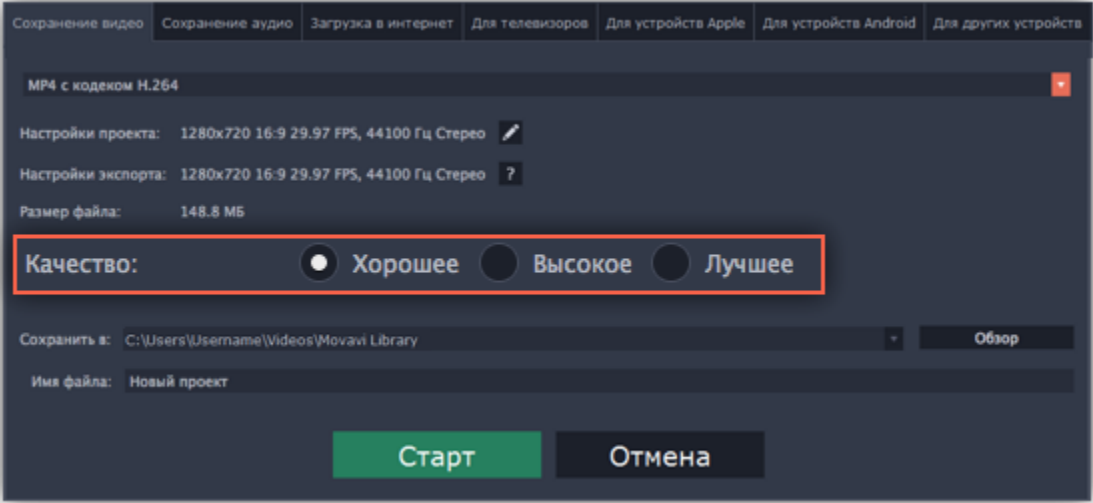 Сохранение видео Сохранение аудио Загрузка в интернет Для телевизоров Для устройств Apple Для устройств Android Для других устройств
MP4 с кодеком H.264
Настройки проекта: 1280x720 16:9 29.97 FPS, 44100 Гц Стерео
Настройки экспорта: 1280x720 16:9 29.97 FPS, 44100 Гц Стерео ?
Размер файла: 148.8 МБ
Качество: Хорошее Высокое Лучшее
Сохранить в: C:\Users\Username\Videos\Movavi Library Обзор
Имя файла: Новый проект
Старт Отмена